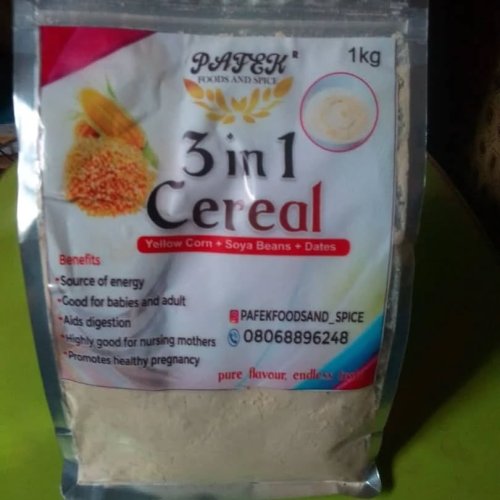 PAFEK®
FOODS AND SPICE
1kg
3 in 1
Cereal
Yellow Corn + Soya Beans + Dates
Benefits
•Source of energy
•Good for babies and adult
•Aids digestion
•Highly good for nursing mothers
•Promotes healthy pregnancy
PAFEKFOODSAND_SPICE
08068896248
pure flavour, endless